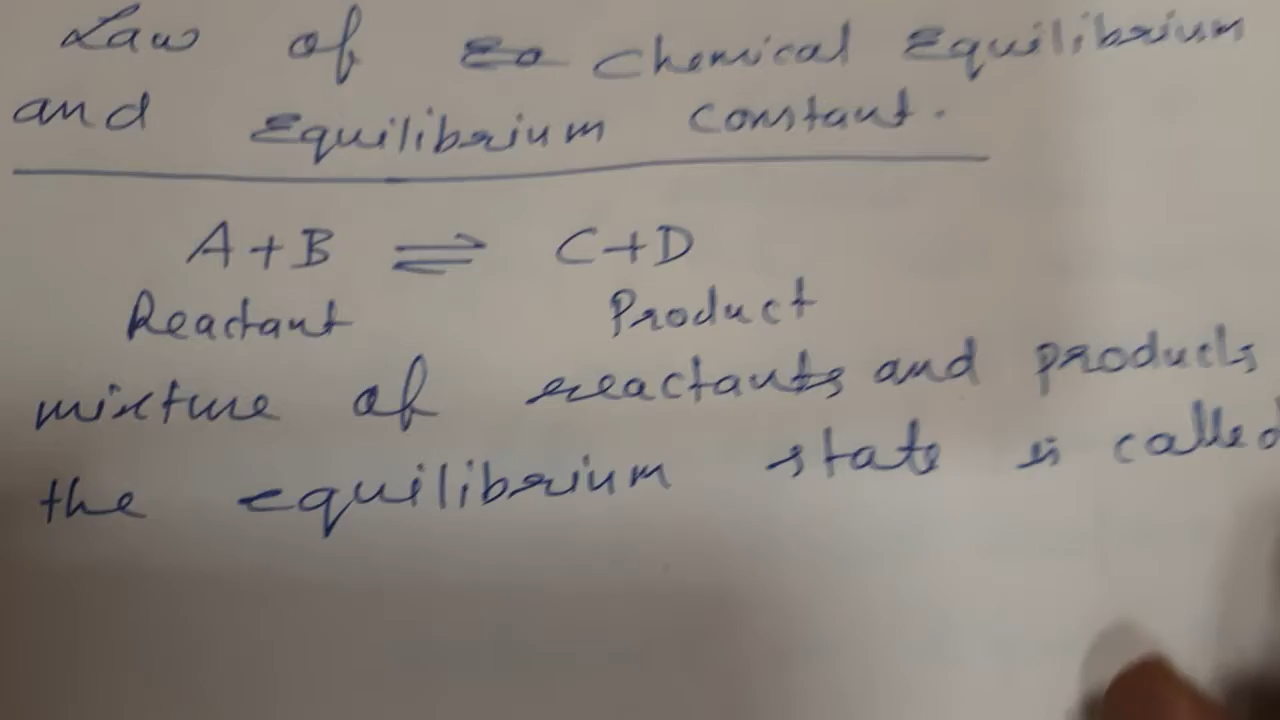 Law of Eo Chemical Equilibrium
and Equilibrium constant.
A + B ⇌ C + D
Reactant Product
mixture of reactants and products
the equilibrium state is called